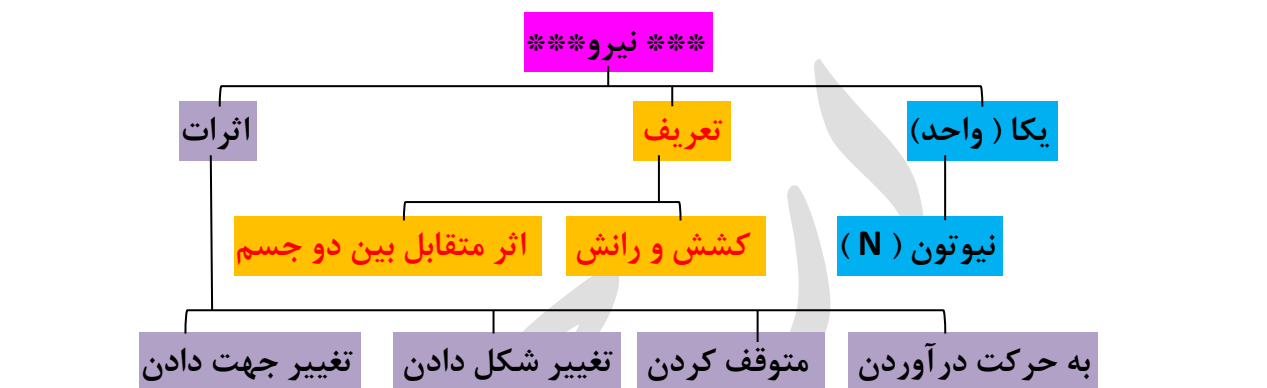 *** نیرو***
یکا ( واحد)
تعریف
اثرات
نیوتون ( N )
کشش و رانش
اثر متقابل بین دو جسم
به حرکت درآوردن
متوقف کردن
تغییر شکل دادن
تغییر جهت دادن